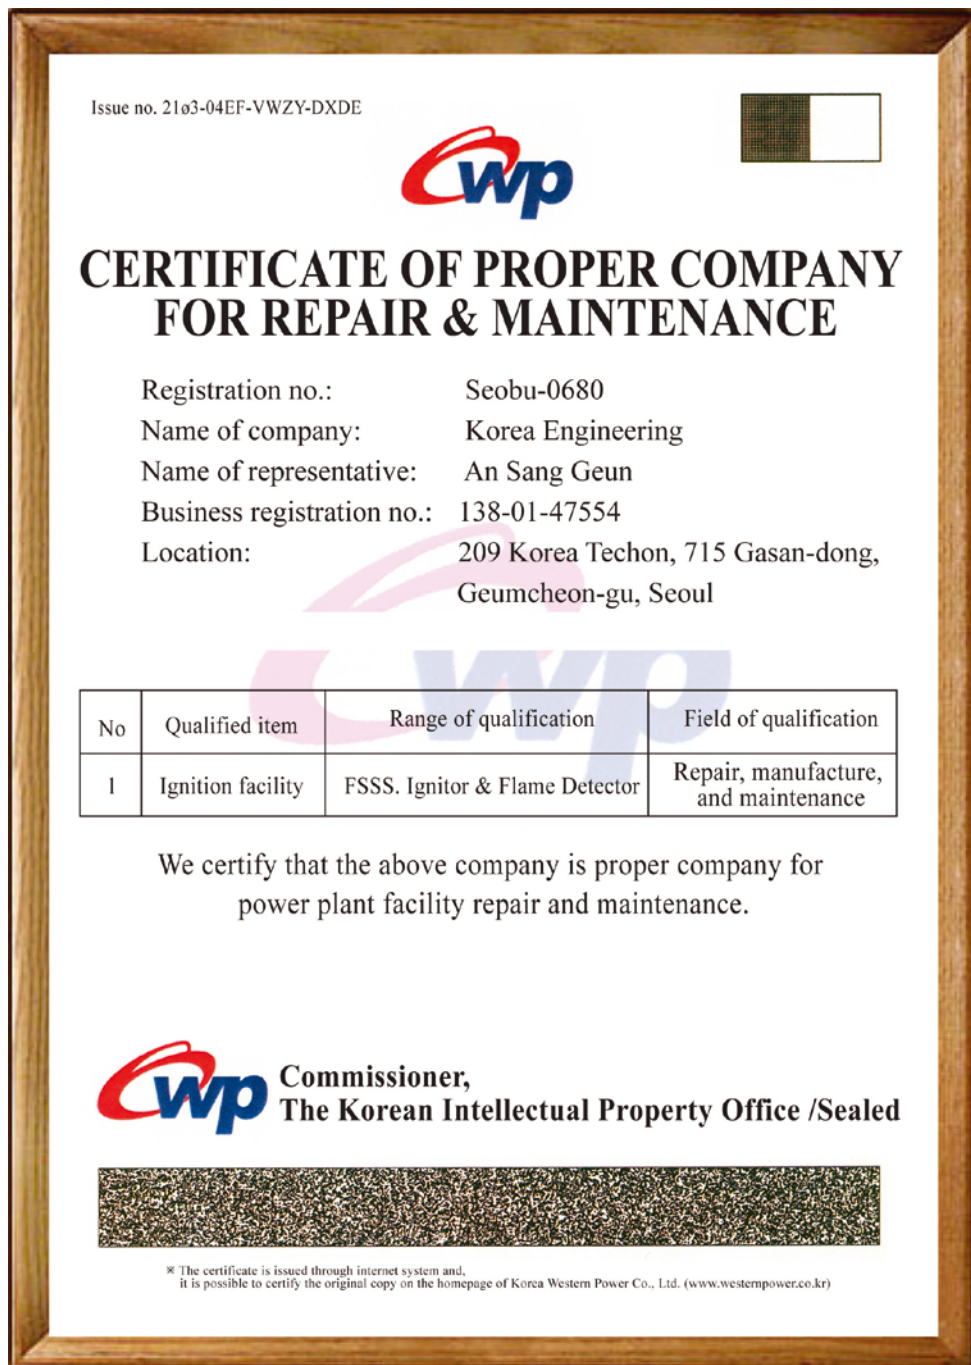 Issue no. 21ø3-04EF-VWZY-DXDE
wp
CERTIFICATE OF PROPER COMPANY
FOR REPAIR & MAINTENANCE
Registration no.: Seobu-0680
Name of company: Korea Engineering
Name of representative: An Sang Geun
Business registration no.: 138-01-47554
Location: 209 Korea Techon, 715 Gasan-dong,
Geumcheon-gu, Seoul
wp
No Qualified item Range of qualification Field of qualification
1 Ignition facility FSSS. Ignitor & Flame Detector Repair, manufacture,
and maintenance
We certify that the above company is proper company for
power plant facility repair and maintenance.
wp
Commissioner,
The Korean Intellectual Property Office /Sealed
※ The certificate is issued through internet system and,
it is possible to certify the original copy on the homepage of Korea Western Power Co., Ltd. (www.westernpower.co.kr)